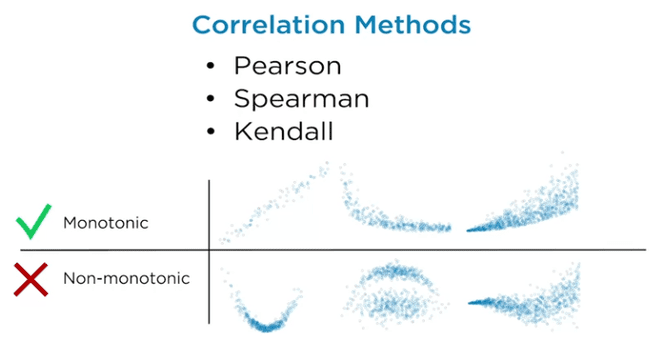 Correlation Methods
• Pearson
• Spearman
• Kendall
Monotonic
Non-monotonic